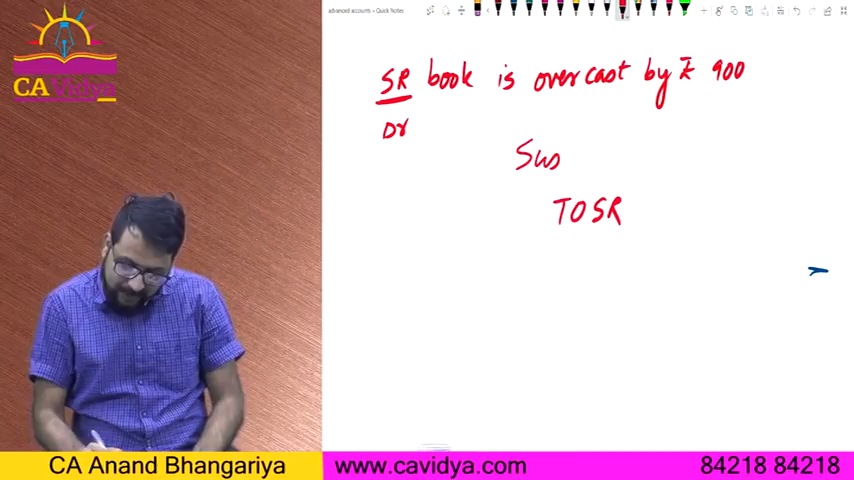 CA Vidya
advanced accounts – Quick Notes
SR book is overcast by ₹ 900
Dr
Sus
TO SR
CA Anand Bhangariya
www.cavidya.com
84218 84218